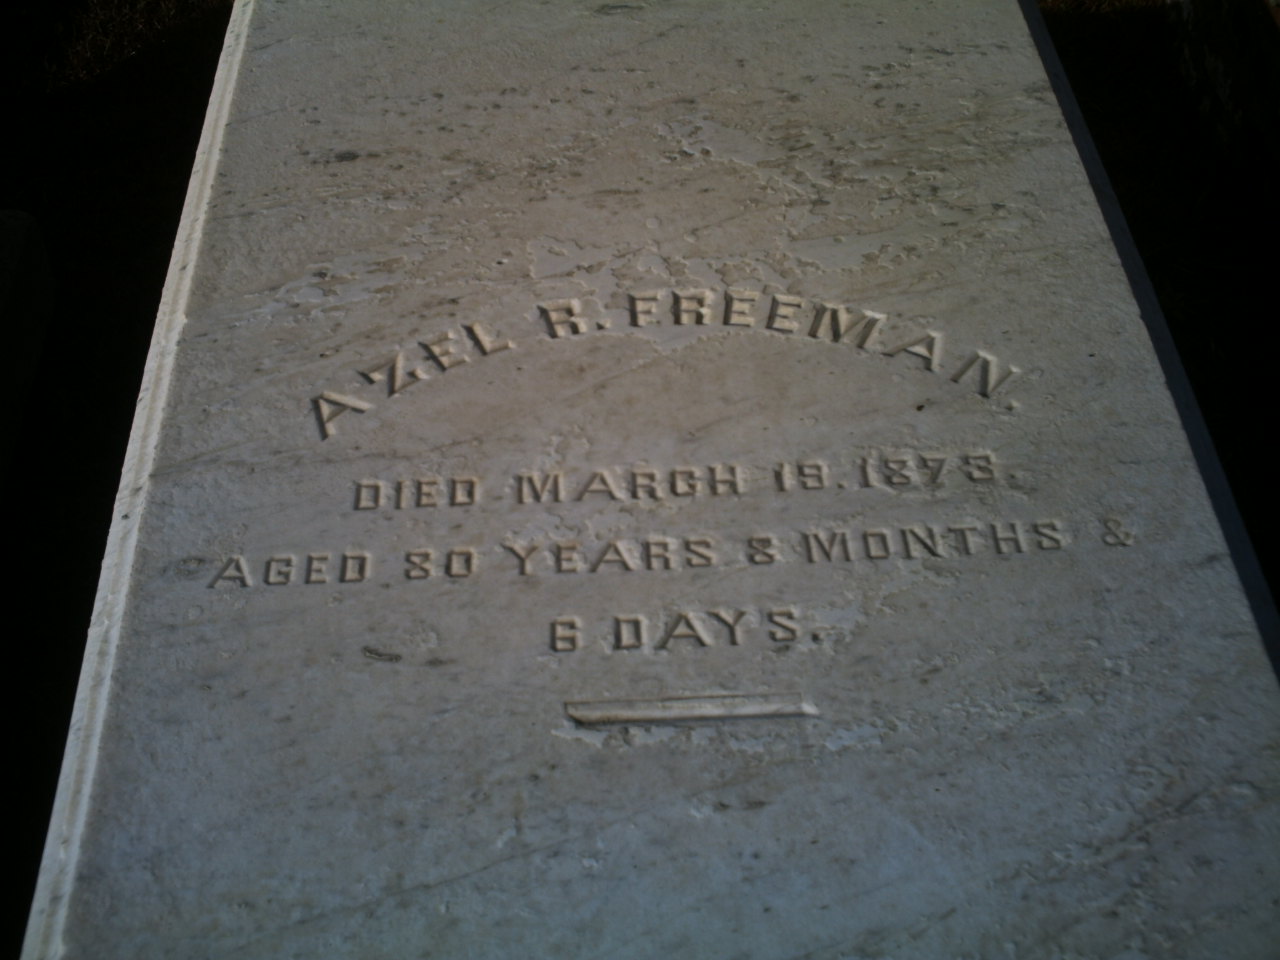 AZEL R. FREEMAN.
DIED MARCH 19.1873.
AGED 80 YEARS 8 MONTHS &
6 DAYS.